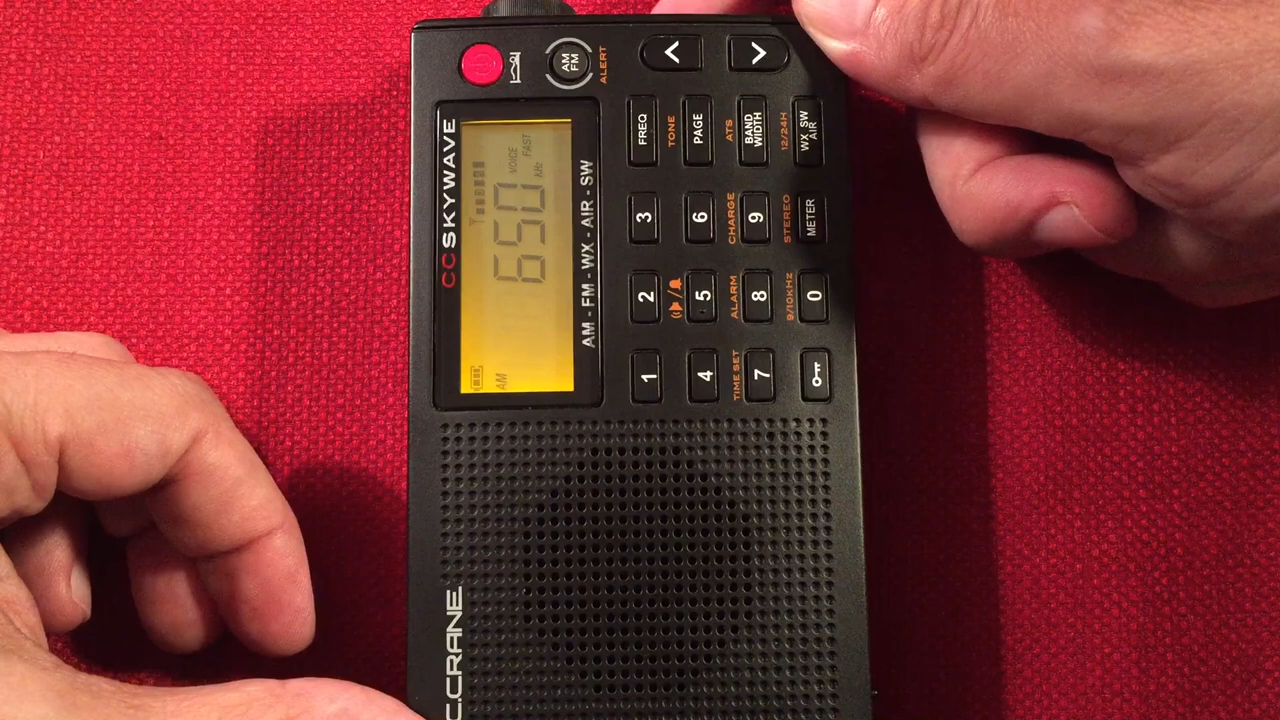 C.CRANE
CCSKYWAVE
AM
VOICE
FAST
650 kHz
AM - FM - WX - AIR - SW
AM
FM
ALERT
1 2 3 FREQ
TONE
4 5 6 PAGE
TIME SET ALARM CHARGE ATS
7 8 9 BAND
WIDTH
9/10KHz STEREO 12/24H
0 METER WX SW
AIR